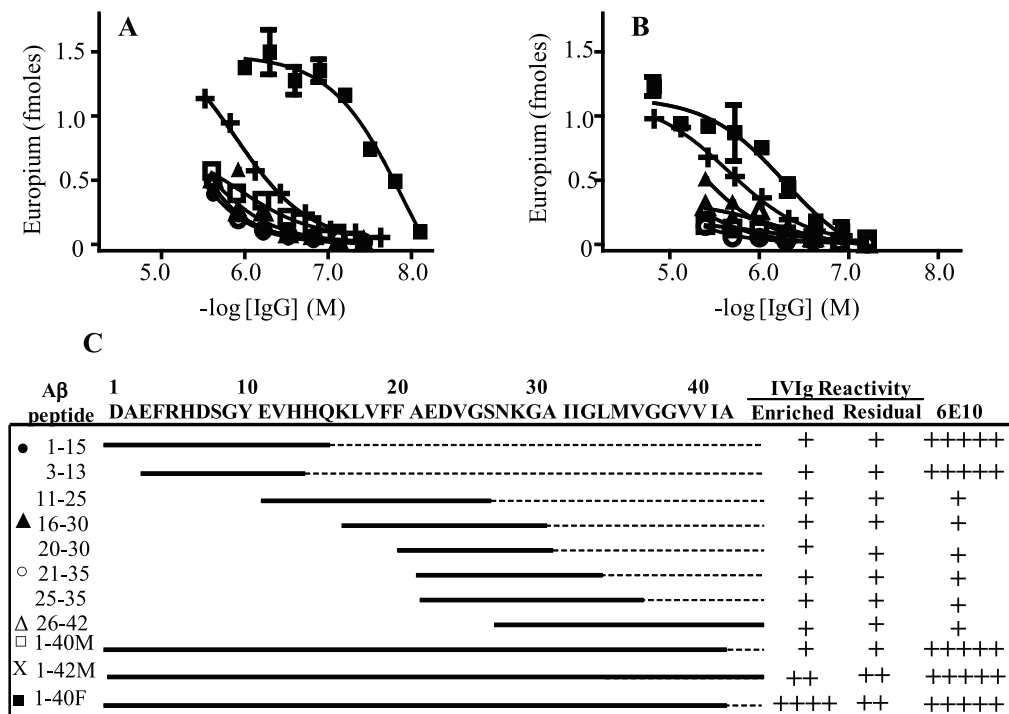 A
1.5
1.0
0.5
0
Europium (fmoles)
5.0 6.0 7.0 8.0
-log [IgG] (M)
B
1.5
1.0
0.5
0
Europium (fmoles)
5.0 6.0 7.0 8.0
-log [IgG] (M)
C
Aβ peptide 1 10 20 30 40 IVIg Reactivity
DAEFRHDSGY EVHHQKLVFF AEDVGSNKGA IIGLMVGGVV IA Enriched Residual 6E10
● 1-15 + + +++++
3-13 + + +++++
11-25 + + +
▲ 16-30 + + +
20-30 + + +
○ 21-35 + + +
25-35 + + +
△ 26-42 + + +
□ 1-40M + + +++++
X 1-42M ++ ++ +++++
■ 1-40F ++++ ++ +++++